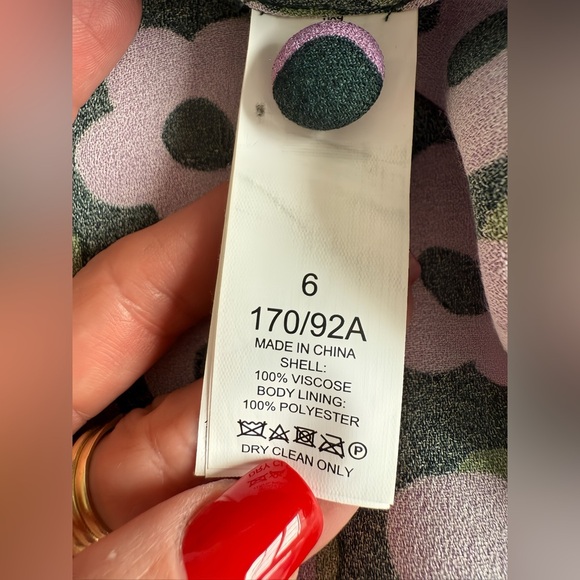 6
170/92A
MADE IN CHINA
SHELL:
100% VISCOSE
BODY LINING:
100% POLYESTER
P
DRY CLEAN ONLY